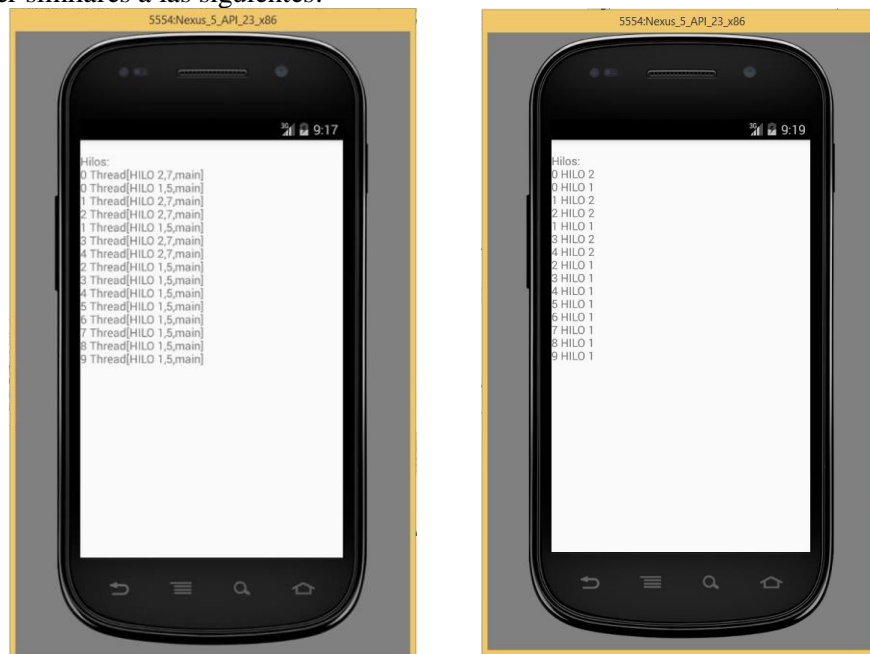 er similares a las siguientes:
5554:Nexus_5_API_23_x86
3G 9:17
Hilos:
0 Thread[HILO 2,7,main]
0 Thread[HILO 1,5,main]
1 Thread[HILO 2,7,main]
2 Thread[HILO 2,7,main]
1 Thread[HILO 1,5,main]
3 Thread[HILO 2,7,main]
4 Thread[HILO 2,7,main]
2 Thread[HILO 1,5,main]
3 Thread[HILO 1,5,main]
4 Thread[HILO 1,5,main]
5 Thread[HILO 1,5,main]
6 Thread[HILO 1,5,main]
7 Thread[HILO 1,5,main]
8 Thread[HILO 1,5,main]
9 Thread[HILO 1,5,main]
5554:Nexus_5_API_23_x86
3G 9:19
Hilos:
0 HILO 2
0 HILO 1
1 HILO 2
2 HILO 2
1 HILO 1
3 HILO 2
4 HILO 2
2 HILO 1
3 HILO 1
4 HILO 1
5 HILO 1
6 HILO 1
7 HILO 1
8 HILO 1
9 HILO 1